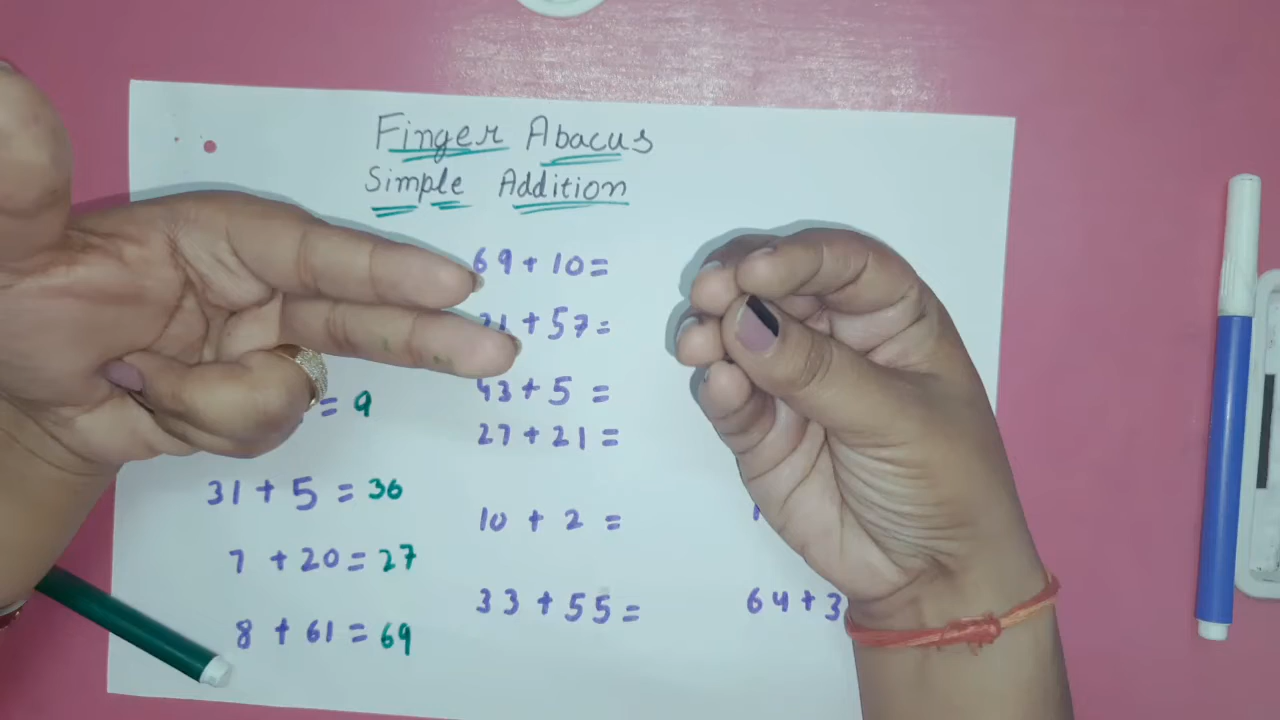 Finger Abacus
Simple Addition
= 9
31 + 5 = 36
7 + 20 = 27
8 + 61 = 69
69 + 10 =
+ 57 =
43 + 5 =
27 + 21 =
10 + 2 =
33 + 55 =
64 + 3